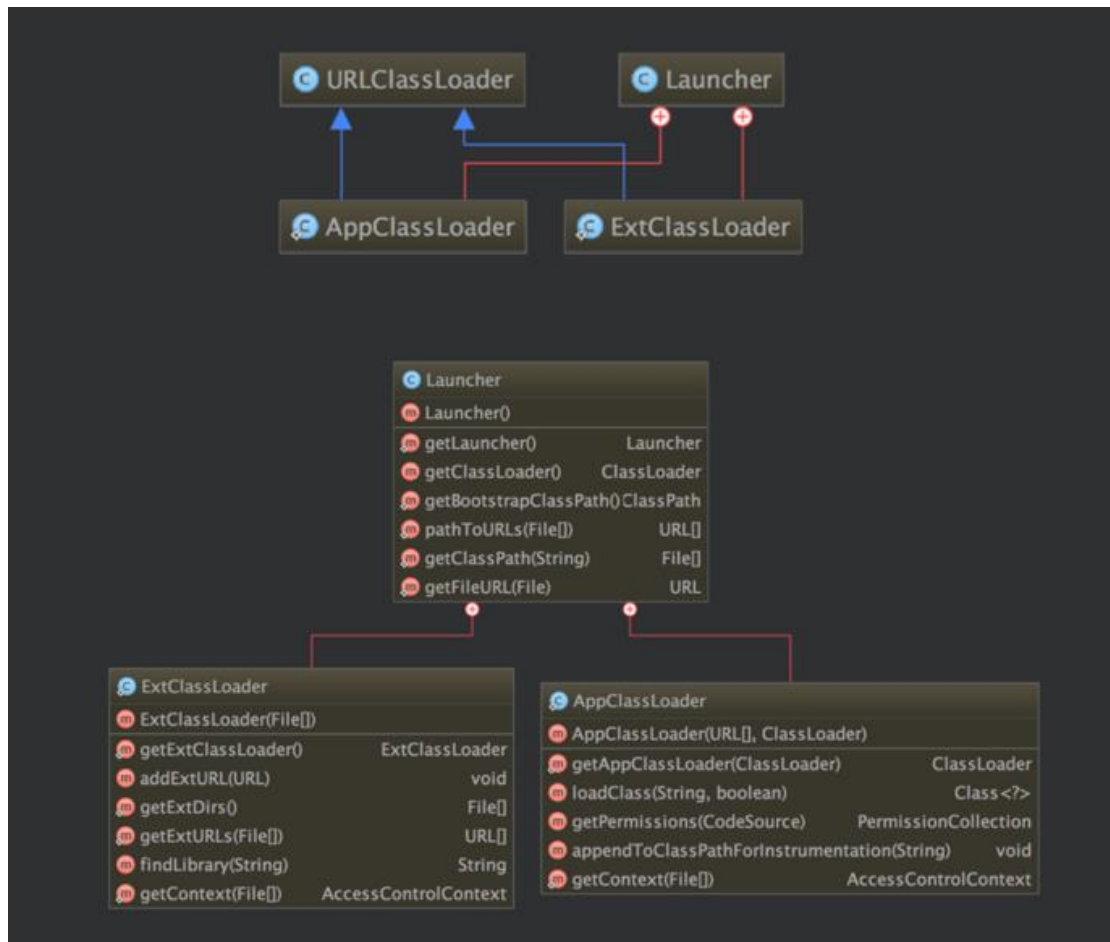 URLClassLoader
Launcher
AppClassLoader
ExtClassLoader
Launcher
Launcher()
getLauncher() Launcher
getClassLoader() ClassLoader
getBootstrapClassPath() ClassPath
pathToURLs(File[]) URL[]
getClassPath(String) File[]
getFileURL(File) URL
ExtClassLoader
ExtClassLoader(File[])
getExtClassLoader() ExtClassLoader
addExtURL(URL) void
getExtDirs() File[]
getExtURLs(File[]) URL[]
findLibrary(String) String
getContext(File[]) AccessControlContext
AppClassLoader
AppClassLoader(URL[], ClassLoader)
getAppClassLoader(ClassLoader) ClassLoader
loadClass(String, boolean) Class<?>
getPermissions(CodeSource) PermissionCollection
appendToClassPathForInstrumentation(String) void
getContext(File[]) AccessControlContext